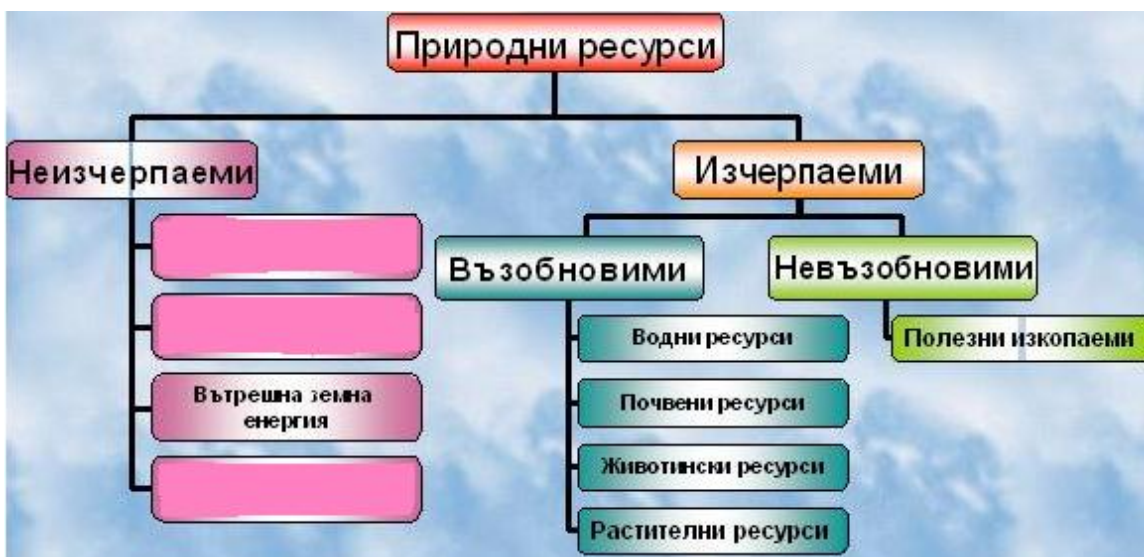 Природни ресурси
Неизчерпаеми
Вътрешна земна
енергия
Изчерпаеми
Възобновими
Водни ресурси
Почвени ресурси
Животински ресурси
Растителни ресурси
Невъзобновими
Полезни изкопаеми